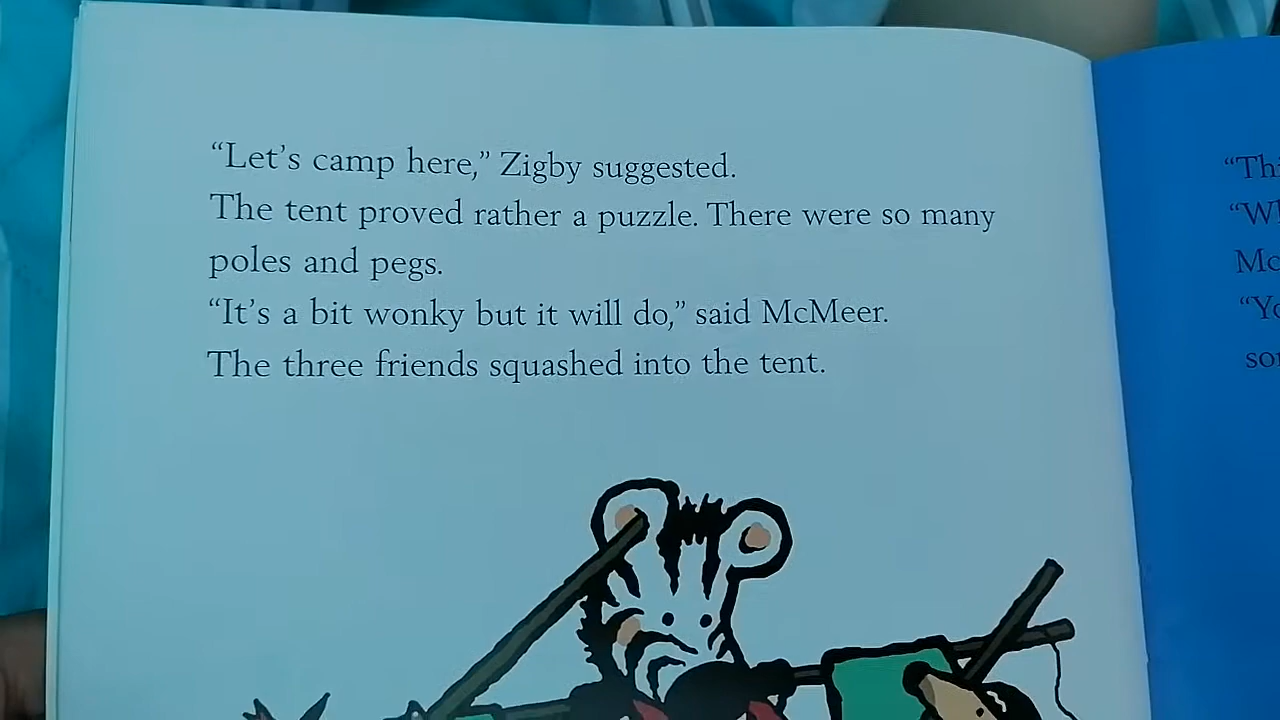 “Let’s camp here,” Zigby suggested.
The tent proved rather a puzzle. There were so many
poles and pegs.
“It’s a bit wonky but it will do,” said McMeer.
The three friends squashed into the tent.